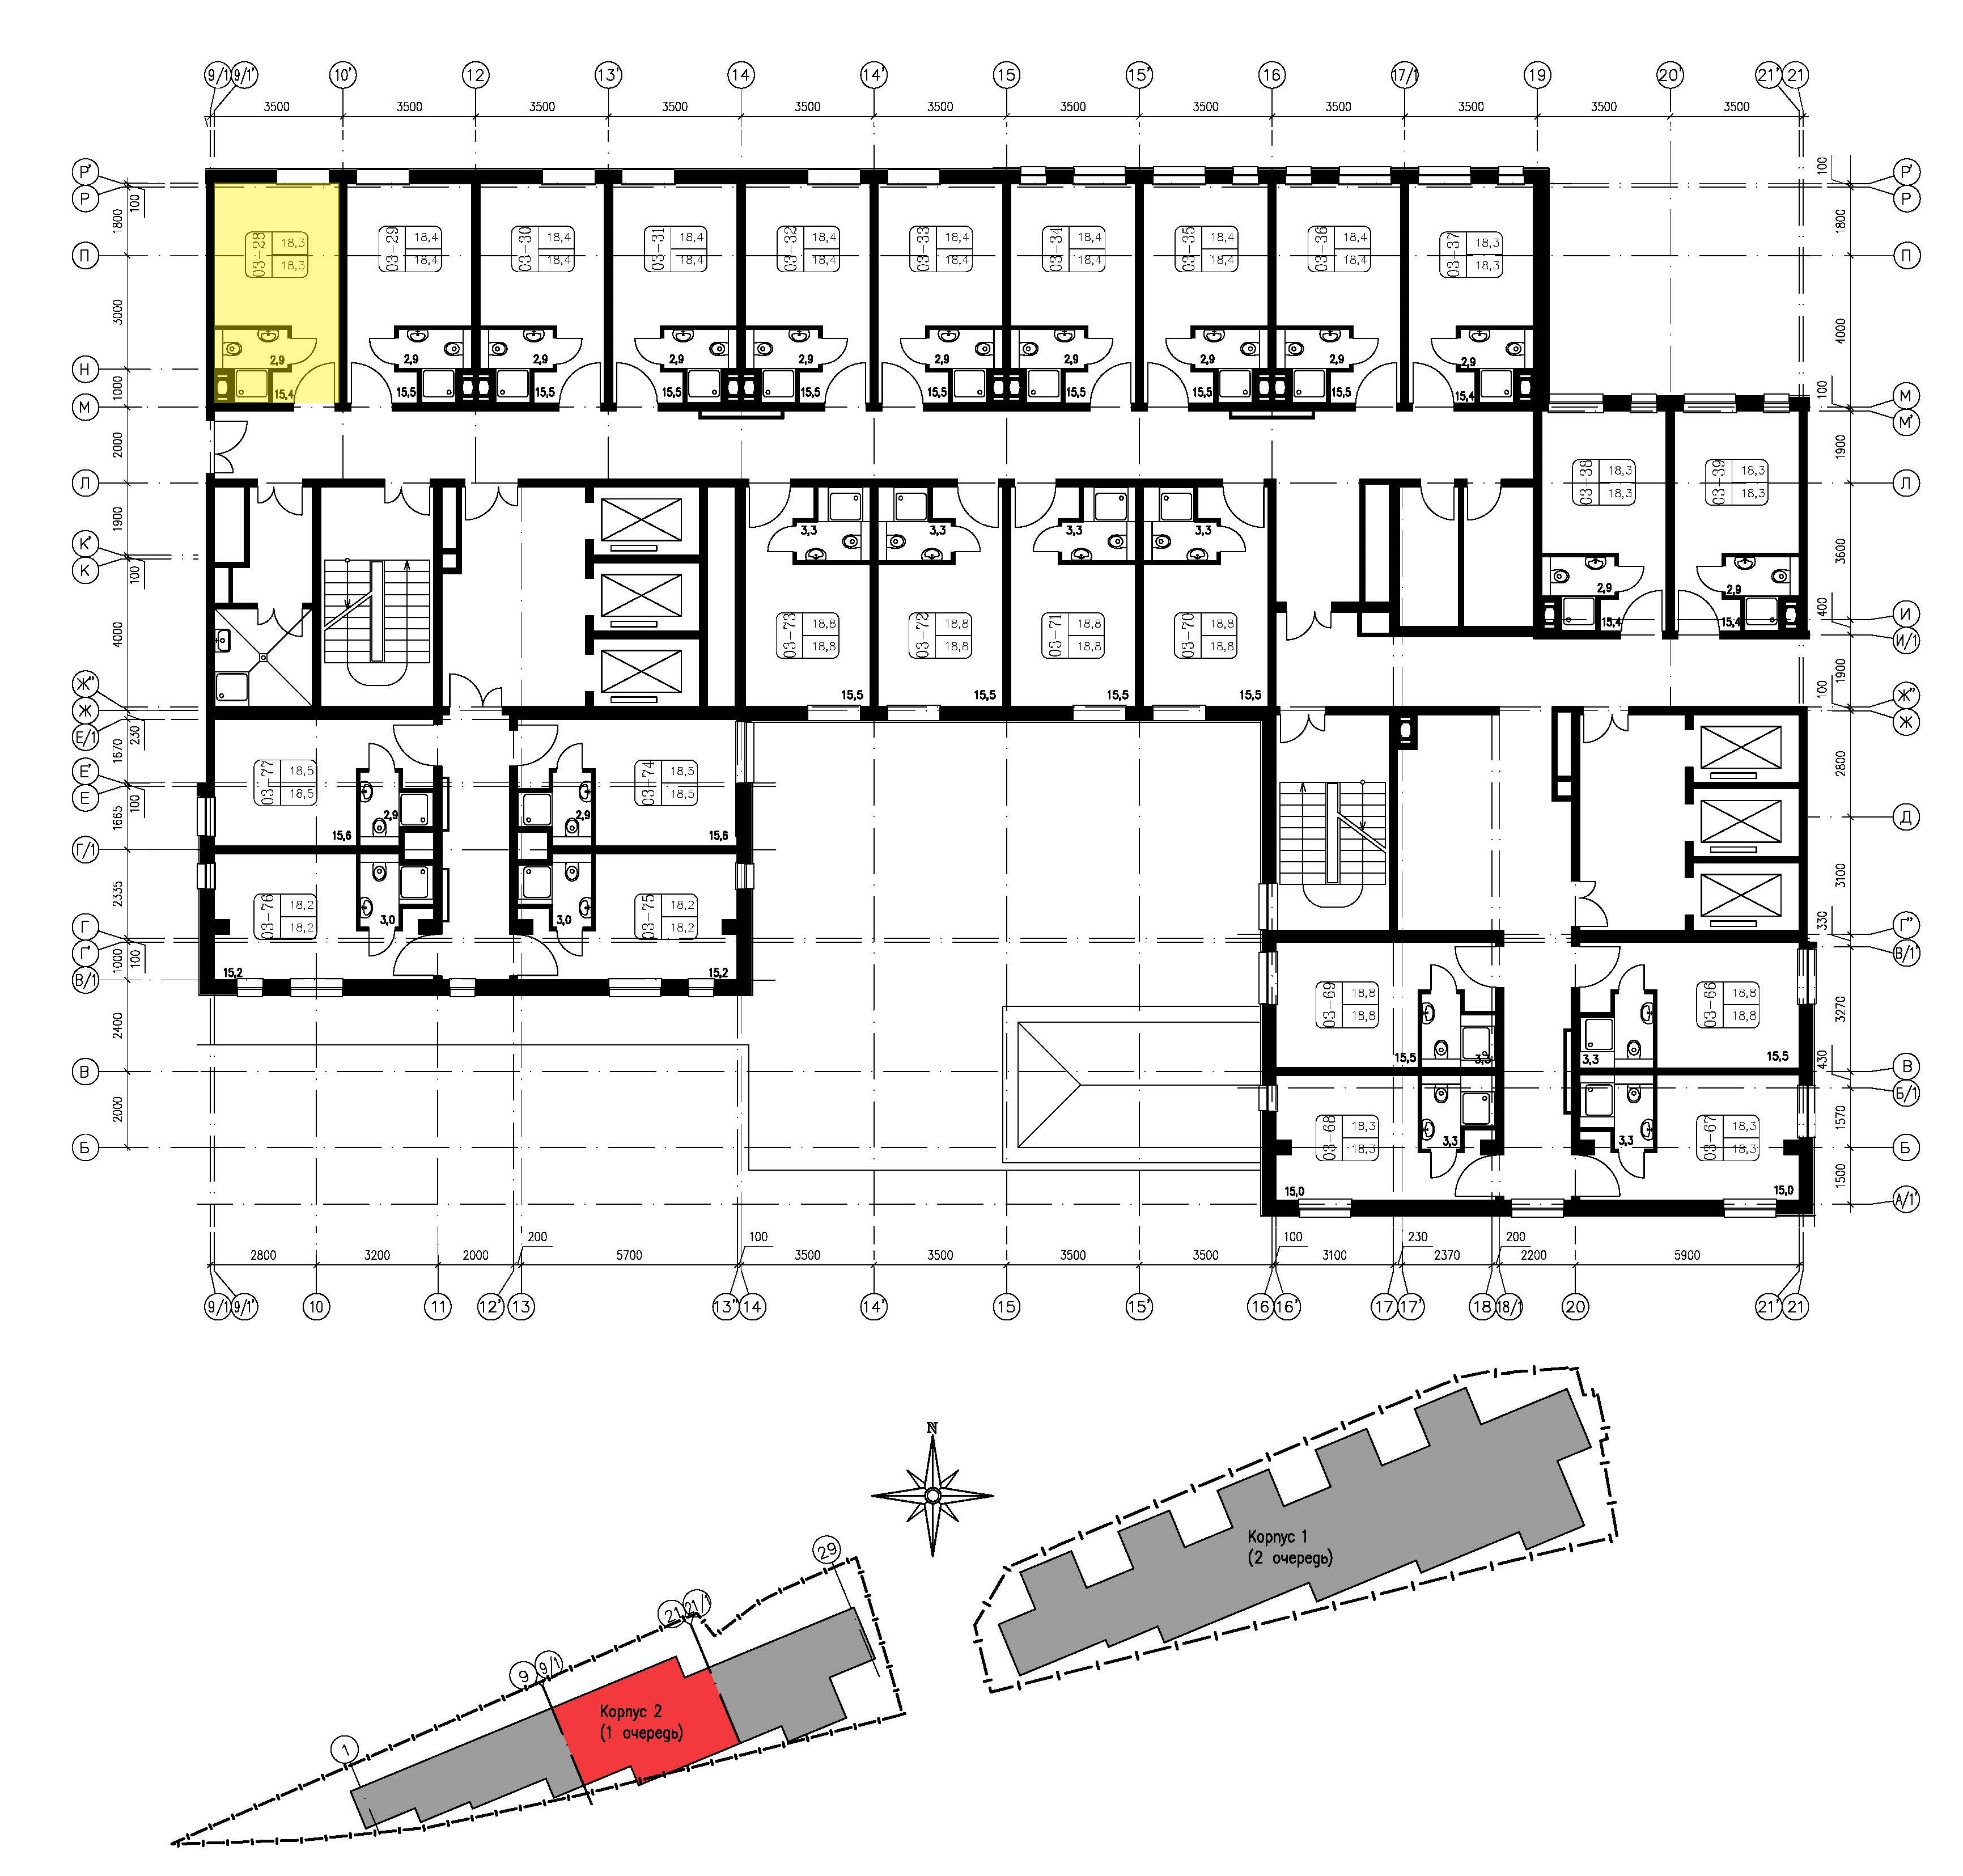 9/1 9/1' 10' 12 13' 14 14' 15 15' 16 17/1 19 20' 21' 21
3500 3500 3500 3500 3500 3500 3500 3500 3500 3500 3500 3500
Р' 100 100 Р'
Р Р
1800 1800
П П
03-28 18,3 18,3
03-29 18,4 18,4
03-30 18,4 18,4
03-31 18,4 18,4
03-32 18,4 18,4
03-33 18,4 18,4
03-34 18,4 18,4
03-35 18,4 18,4
03-36 18,4 18,4
03-37 18,3 18,3
3000 4000
2,9 2,9 2,9 2,9 2,9 2,9 2,9 2,9 2,9 2,9
15,4 15,5 15,5 15,5 15,5 15,5 15,5 15,5 15,5 15,4
Н 1000 100
М М
М'
2000 1900
Л Л
03-38 18,3 18,3
03-39 18,3 18,3
1900 3600
3,3 3,3 3,3 3,3
К'
К 100
2,9 2,9
15,4 15,4
400 И
И/1
4000
03-73 18,8 18,8
03-72 18,8 18,8
03-71 18,8 18,8
03-70 18,8 18,8
15,5 15,5 15,5 15,5
1900 100
Ж" Ж"
Ж Ж
Е/1 230
1670 2800
Е'
Е 100
1665
03-77 18,5 18,5
03-74 18,5 18,5
2,9 2,9
15,6 15,6
Д
Г/1
2335 3100
03-76 18,2 18,2
03-75 18,2 18,2
3,0 3,0
15,2 15,2
Г 330 Г"
Г' 1000 100 В/1'
В/1
2400 3270
03-69 18,8 18,8
03-66 18,8 18,8
15,5 3,3 3,3 15,5
В 430 В
Б/1
2000 1570
03-68 18,3 18,3
03-67 18,3 18,3
3,3 3,3
15,0 15,0
Б Б
1500
А/1'
200 100 100 230 200
2800 3200 2000 5700 3500 3500 3500 3500 3100 2370 2200 5900
9/1 9/1' 10 11 12' 13 13" 14 14' 15 15' 16 16' 17 17' 18 18/1 20 21' 21
N
Корпус 1
(2 очередь)
29
21 21/1
9 9/1
Корпус 2
(1 очередь)
1